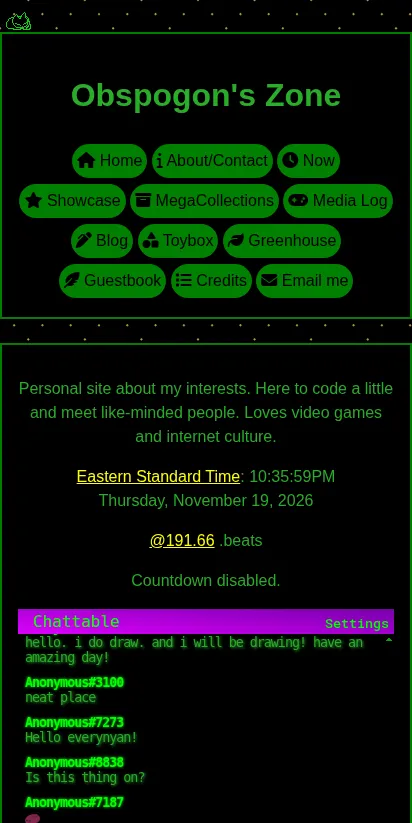 Obspogon's Zone
Home About/Contact Now
Showcase MegaCollections Media Log
Blog Toybox Greenhouse
Guestbook Credits Email me
Personal site about my interests. Here to code a little
and meet like-minded people. Loves video games
and internet culture.
Eastern Standard Time: 10:35:59PM
Thursday, November 19, 2026
@191.66 .beats
Countdown disabled.
Chattable Settings
hello. i do draw. and i will be drawing! have an
amazing day!
Anonymous#3100
neat place
Anonymous#7273
Hello everynyan!
Anonymous#8838
Is this thing on?
Anonymous#7187